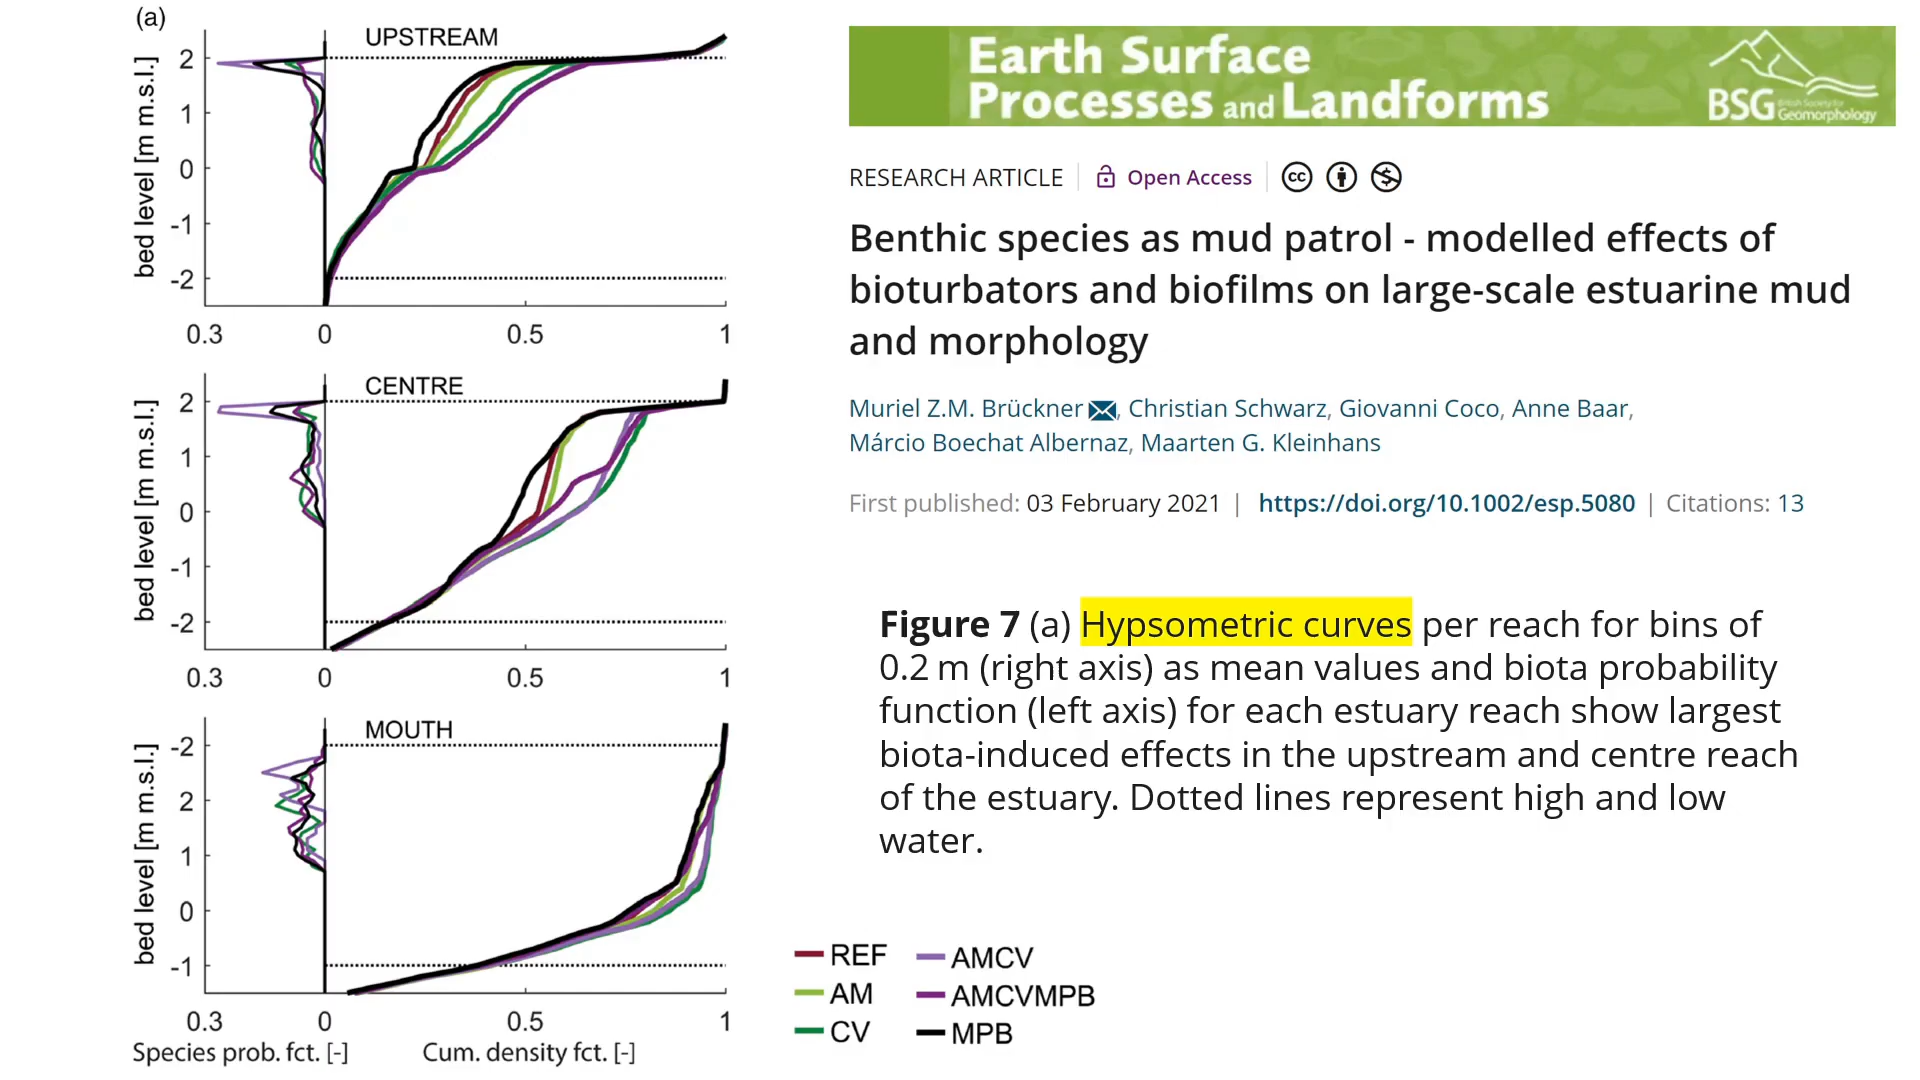 (a)
UPSTREAM
bed level [m m.s.l.]
2
1
0
-1
-2
0.3 0 0.5 1
CENTRE
bed level [m m.s.l.]
2
1
0
-1
-2
0.3 0 0.5 1
MOUTH
bed level [m m.s.l.]
-2
2
1
0
-1
0.3 0 0.5 1
Species prob. fct. [-] Cum. density fct. [-]
REF AMCV
AM AMCVMPB
CV MPB
Earth Surface
Processes and Landforms
BSG British Society for
Geomorphology
RESEARCH ARTICLE Open Access cc
Benthic species as mud patrol - modelled effects of
bioturbators and biofilms on large-scale estuarine mud
and morphology
Muriel Z.M. Brückner, Christian Schwarz, Giovanni Coco, Anne Baar,
Márcio Boechat Albernaz, Maarten G. Kleinhans
First published: 03 February 2021 | https://doi.org/10.1002/esp.5080 | Citations: 13
Figure 7 (a) Hypsometric curves per reach for bins of
0.2 m (right axis) as mean values and biota probability
function (left axis) for each estuary reach show largest
biota-induced effects in the upstream and centre reach
of the estuary. Dotted lines represent high and low
water.